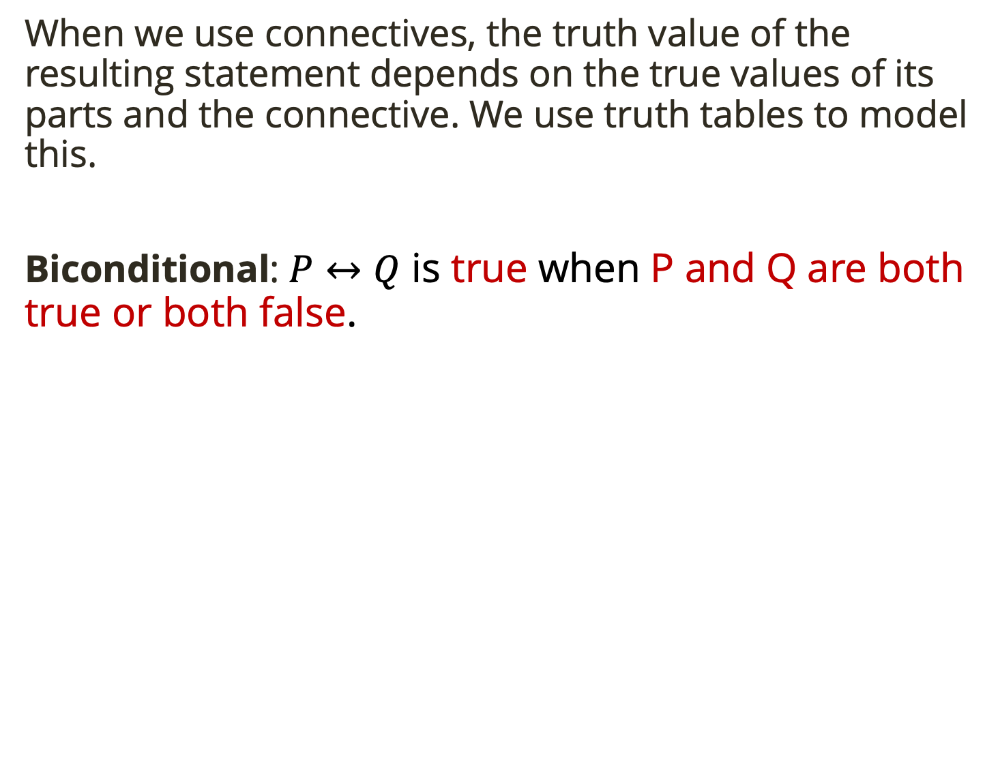 When we use connectives, the truth value of the
resulting statement depends on the true values of its
parts and the connective. We use truth tables to model
this.
Biconditional: 𝑃 ↔ 𝑄 is true when P and Q are both
true or both false.